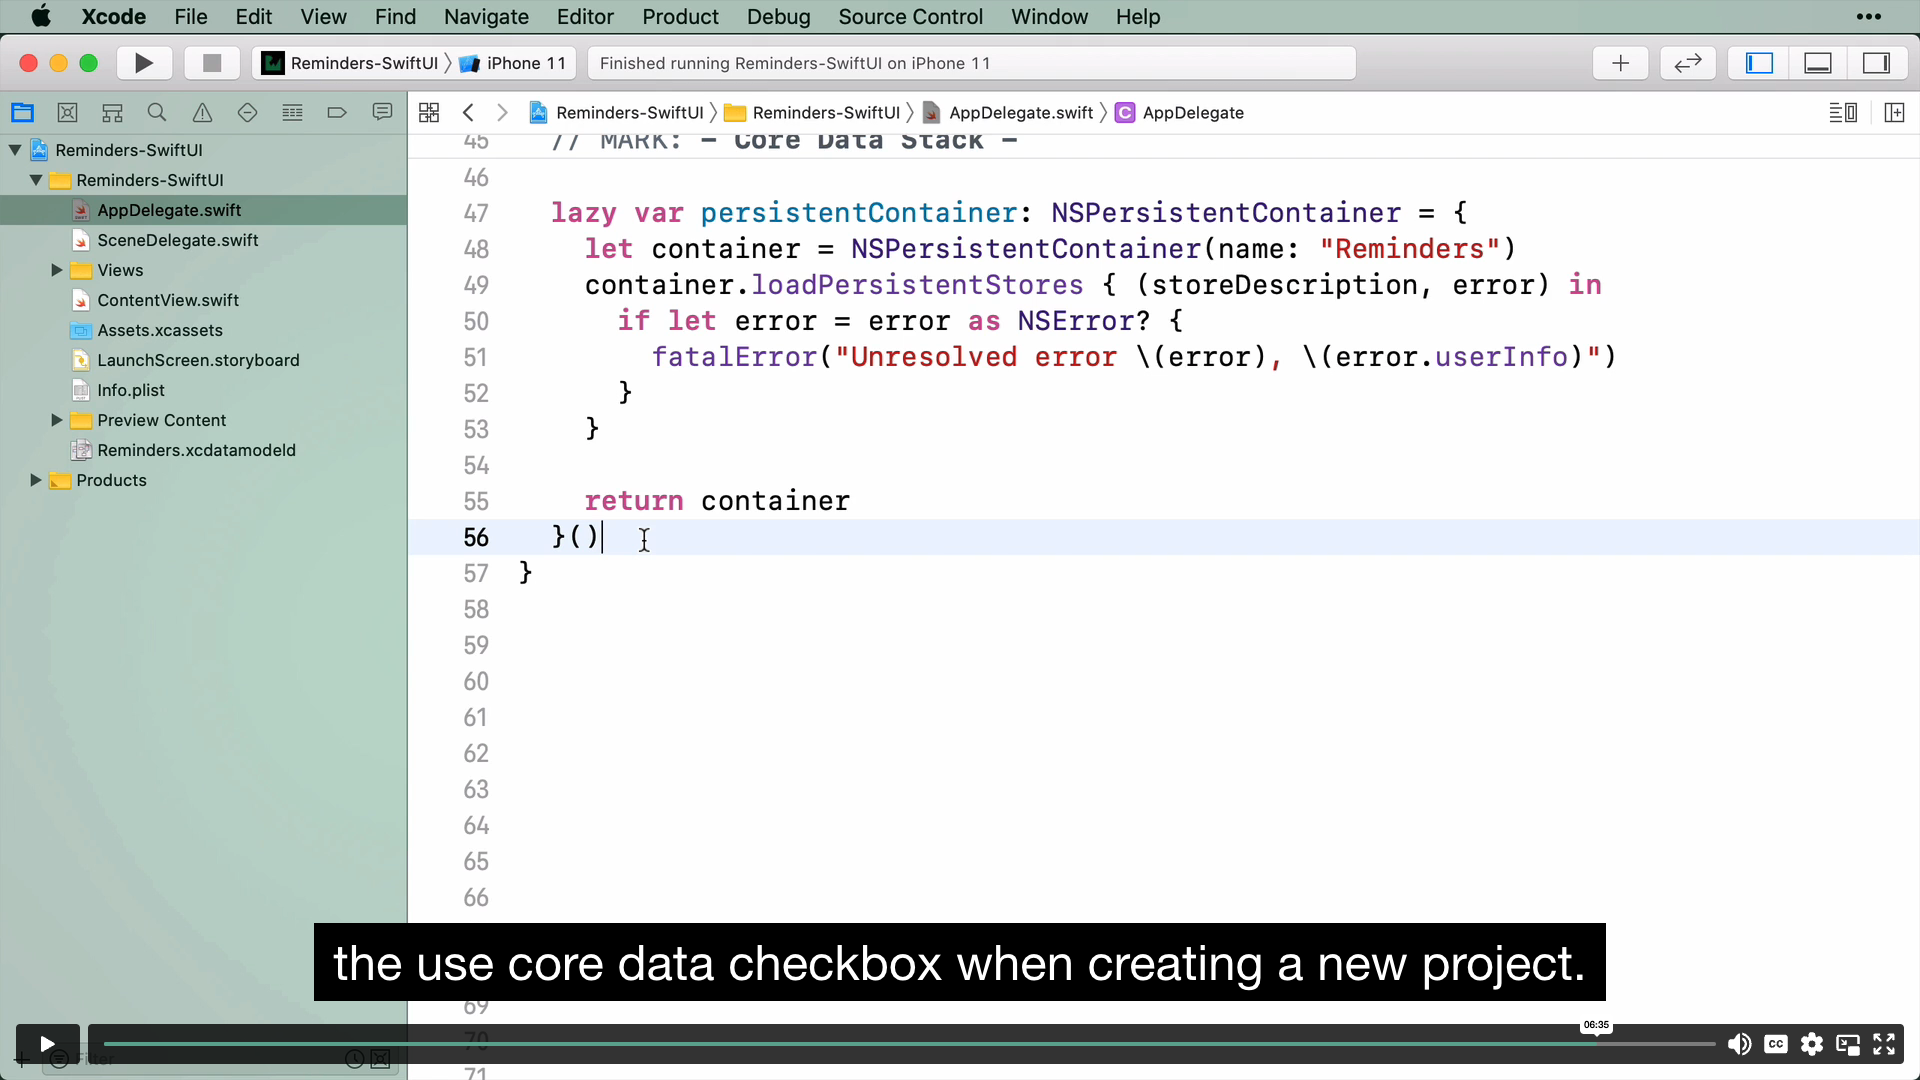 Xcode File Edit View Find Navigate Editor Product Debug Source Control Window Help •••
Reminders-SwiftUI iPhone 11 Finished running Reminders-SwiftUI on iPhone 11
Reminders-SwiftUI Reminders-SwiftUI AppDelegate.swift C AppDelegate
Reminders-SwiftUI
Reminders-SwiftUI
AppDelegate.swift
SceneDelegate.swift
Views
ContentView.swift
Assets.xcassets
LaunchScreen.storyboard
Info.plist
Preview Content
Reminders.xcdatamodeld
Products
Filter
45 // MARK: - Core Data Stack -
46
47 lazy var persistentContainer: NSPersistentContainer = {
48 let container = NSPersistentContainer(name: "Reminders")
49 container.loadPersistentStores { (storeDescription, error) in
50 if let error = error as NSError? {
51 fatalError("Unresolved error \(error), \(error.userInfo)")
52 }
53 }
54
55 return container
56 }()
57 }
58
59
60
61
62
63
64
65
66
the use core data checkbox when creating a new project.
69
70
71
06:35
CC